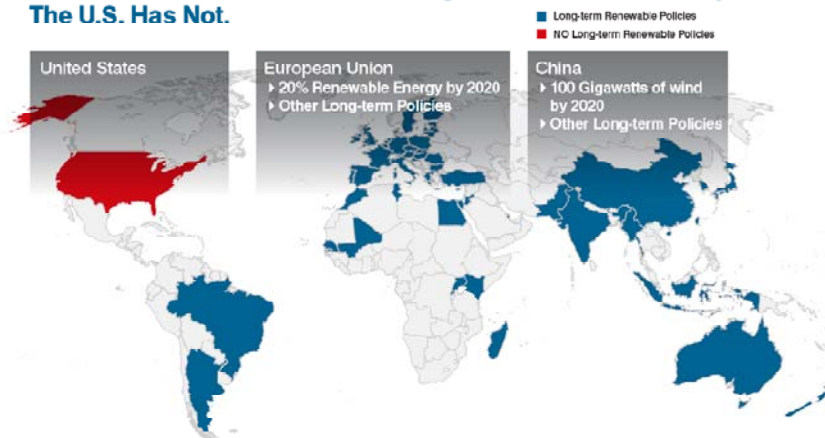 The U.S. Has Not.
Long-term Renewable Policies
NO Long-term Renewable Policies
United States
European Union
▸ 20% Renewable Energy by 2020
▸ Other Long-term Policies
China
▸ 100 Gigawatts of wind
by 2020
▸ Other Long-term Policies